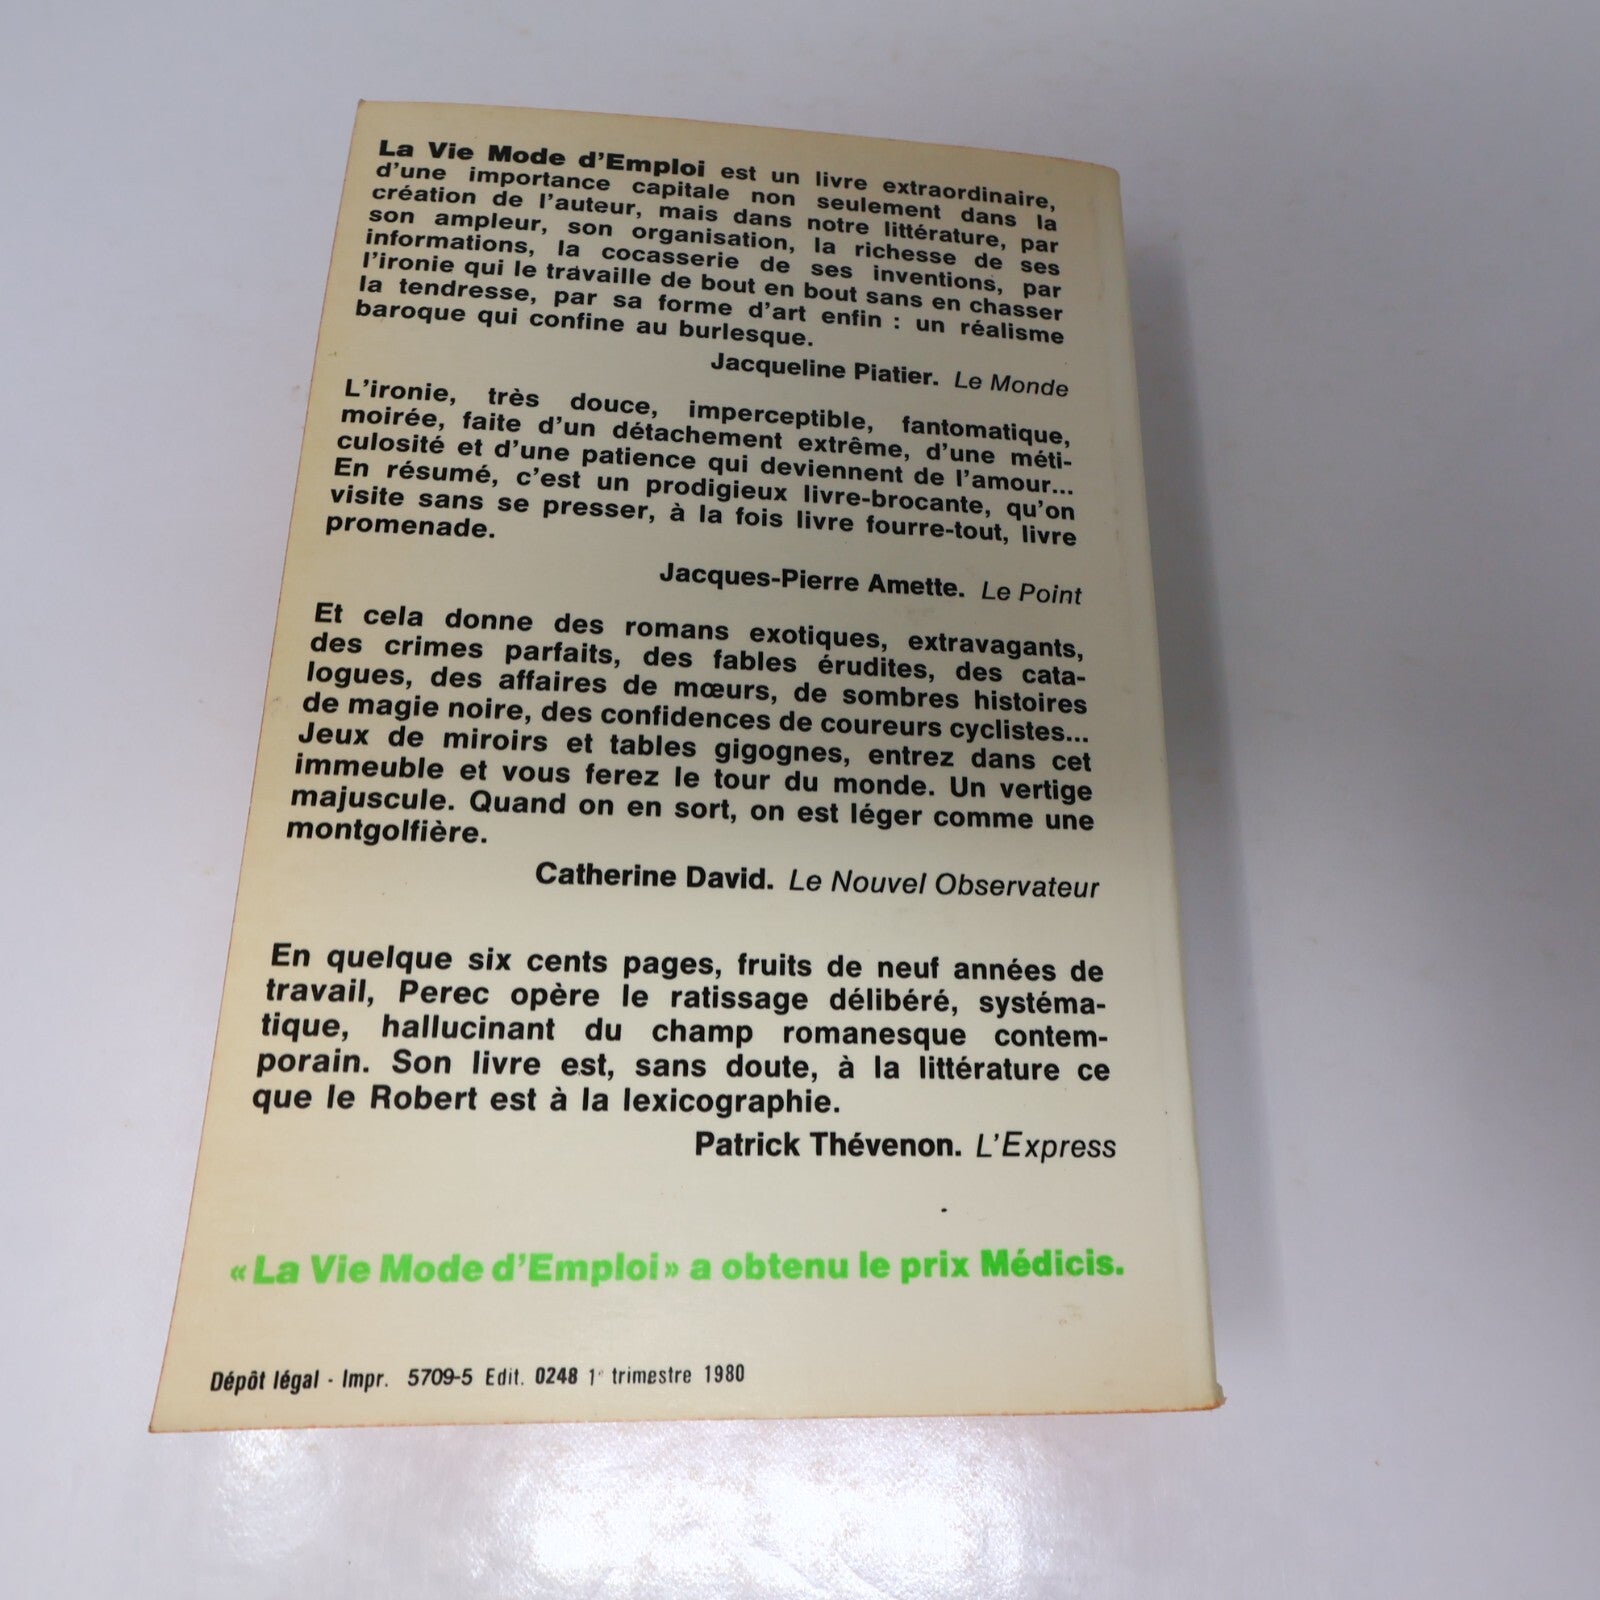 La Vie Mode d'Emploi est un livre extraordinaire,
d'une importance capitale non seulement dans la
création de l'auteur, mais dans notre littérature, par
son ampleur, son organisation, la richesse de ses
informations, la cocasserie de ses inventions, par
l'ironie qui le travaille de bout en bout sans en chasser
la tendresse, par sa forme d'art enfin : un réalisme
baroque qui confine au burlesque.
Jacqueline Piatier. Le Monde
L'ironie, très douce, imperceptible, fantomatique,
moirée, faite d'un détachement extrême, d'une méti-
culosité et d'une patience qui deviennent de l'amour...
En résumé, c'est un prodigieux livre-brocante, qu'on
visite sans se presser, à la fois livre fourre-tout, livre
promenade.
Jacques-Pierre Amette. Le Point
Et cela donne des romans exotiques, extravagants,
des crimes parfaits, des fables érudites, des cata-
logues, des affaires de mœurs, de sombres histoires
de magie noire, des confidences de coureurs cyclistes...
Jeux de miroirs et tables gigognes, entrez dans cet
immeuble et vous ferez le tour du monde. Un vertige
majuscule. Quand on en sort, on est léger comme une
montgolfière.
Catherine David. Le Nouvel Observateur
En quelque six cents pages, fruits de neuf années de
travail, Perec opère le ratissage délibéré, systéma-
tique, hallucinant du champ romanesque contem-
porain. Son livre est, sans doute, à la littérature ce
que le Robert est à la lexicographie.
Patrick Thévenon. L'Express
« La Vie Mode d'Emploi » a obtenu le prix Médicis.
Dépôt légal - Impr. 5709-5 Edit. 0248 1er trimestre 1980